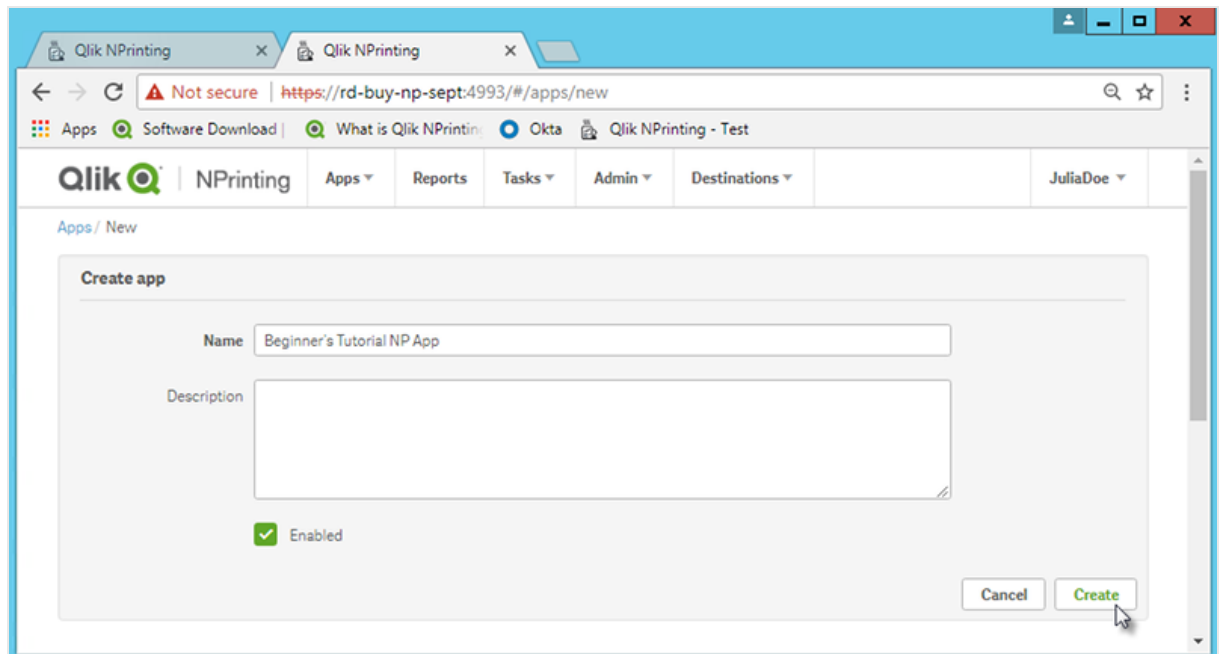 Qlik NPrinting Qlik NPrinting
Not secure | https://rd-buy-np-sept:4993/#/apps/new
Apps Software Download | What is Qlik NPrinting Okta Qlik NPrinting - Test
Qlik NPrinting Apps Reports Tasks Admin Destinations JuliaDoe
Apps / New
Create app
Name Beginner's Tutorial NP App
Description
Enabled
Cancel Create